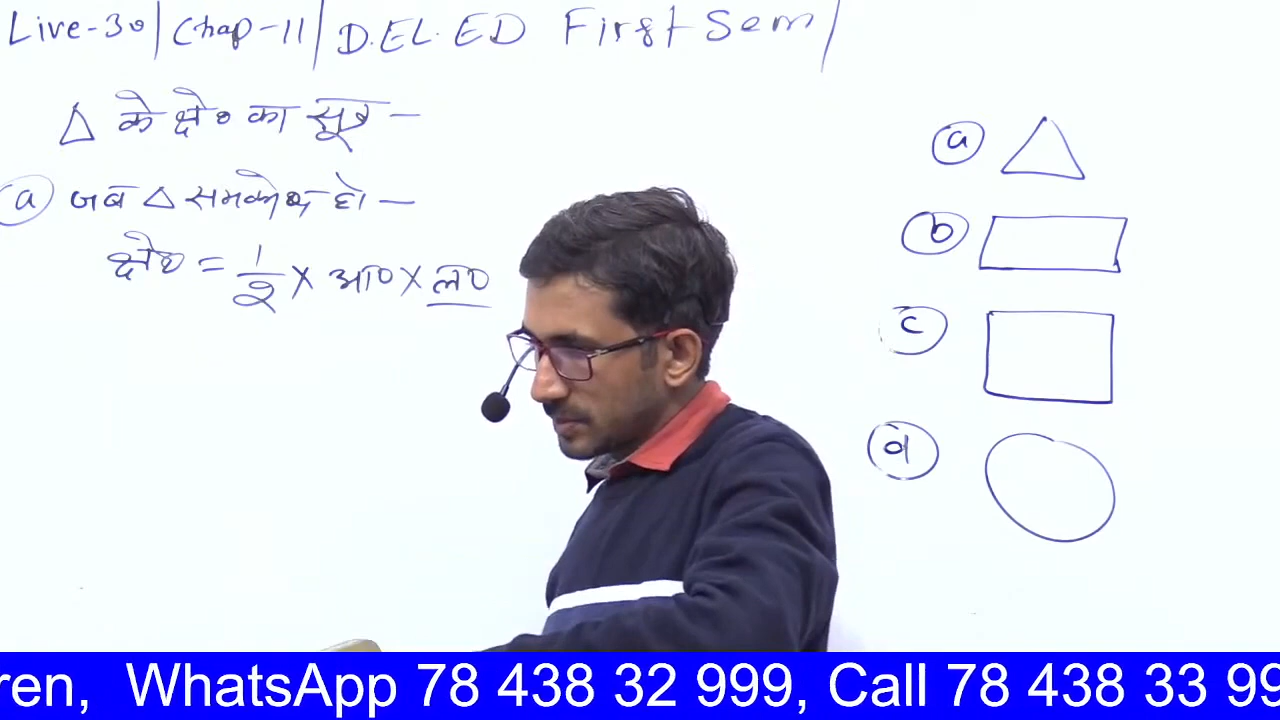 Live-30/Chap-11/D.EL.ED First Sem/
△ के क्षे० का सूत्र -
(a) जब △ समकोण हो -
क्षे० = 1/2 × आ० × ल०
(a)
(b)
(c)
(d)
ren, WhatsApp 78 438 32 999, Call 78 438 33 99